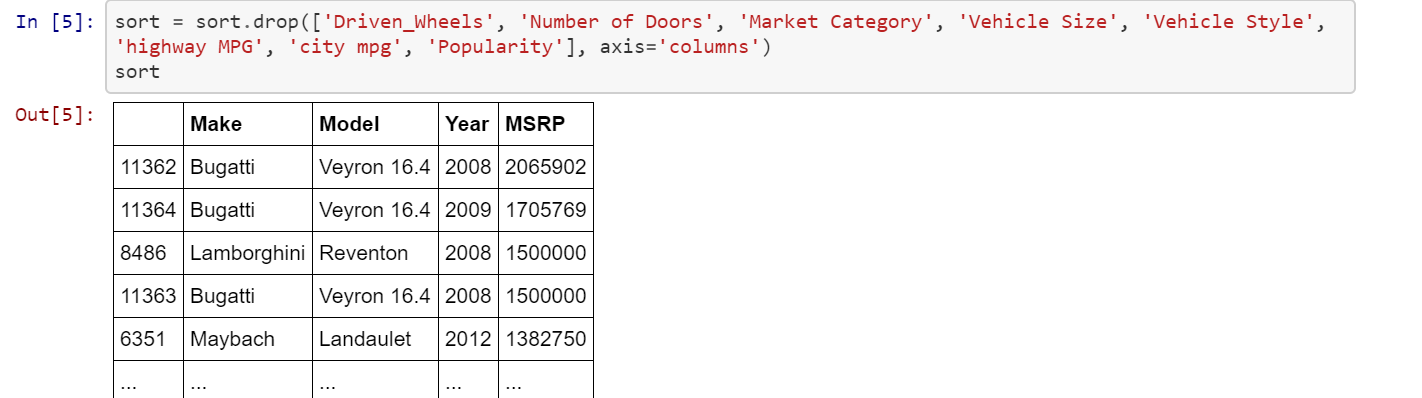 In [5]: sort = sort.drop(['Driven_Wheels', 'Number of Doors', 'Market Category', 'Vehicle Size', 'Vehicle Style',
'highway MPG', 'city mpg', 'Popularity'], axis='columns')
sort
Out[5]:
Make Model Year MSRP
11362 Bugatti Veyron 16.4 2008 2065902
11364 Bugatti Veyron 16.4 2009 1705769
8486 Lamborghini Reventon 2008 1500000
11363 Bugatti Veyron 16.4 2008 1500000
6351 Maybach Landaulet 2012 1382750
... ... ... ... ...